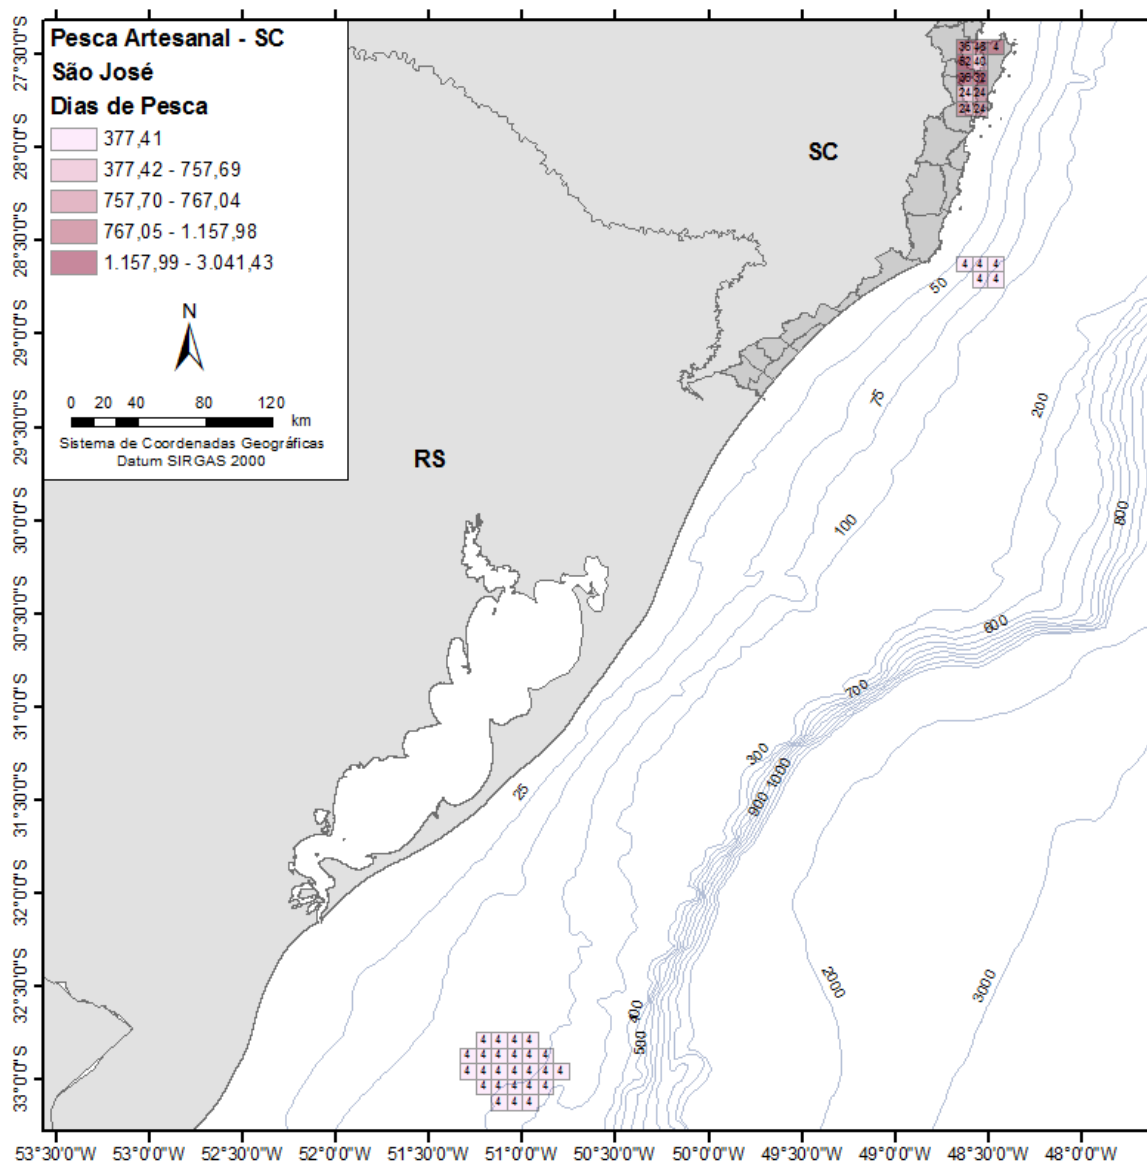 Pesca Artesanal - SC
São José
Dias de Pesca
377,41
377,42 - 757,69
757,70 - 767,04
767,05 - 1.157,98
1.157,99 - 3.041,43
N
0 20 40 80 120
km
Sistema de Coordenadas Geográficas
Datum SIRGAS 2000
SC
RS
36 48 4
52 40
36 32
24 24
24 24
4 4 4
4 4
50
75
100
200
800
600
700
300
1000
900
25
2000
3000
400
500
4 4 4 4
4 4 4 4 4 4
4 4 4 4 4 4 4
4 4 4 4 4
4 4 4
27°30'0"S
28°0'0"S
28°30'0"S
29°0'0"S
29°30'0"S
30°0'0"S
30°30'0"S
31°0'0"S
31°30'0"S
32°0'0"S
32°30'0"S
33°0'0"S
53°30'0"W 53°0'0"W 52°30'0"W 52°0'0"W 51°30'0"W 51°0'0"W 50°30'0"W 50°0'0"W 49°30'0"W 49°0'0"W 48°30'0"W 48°0'0"W